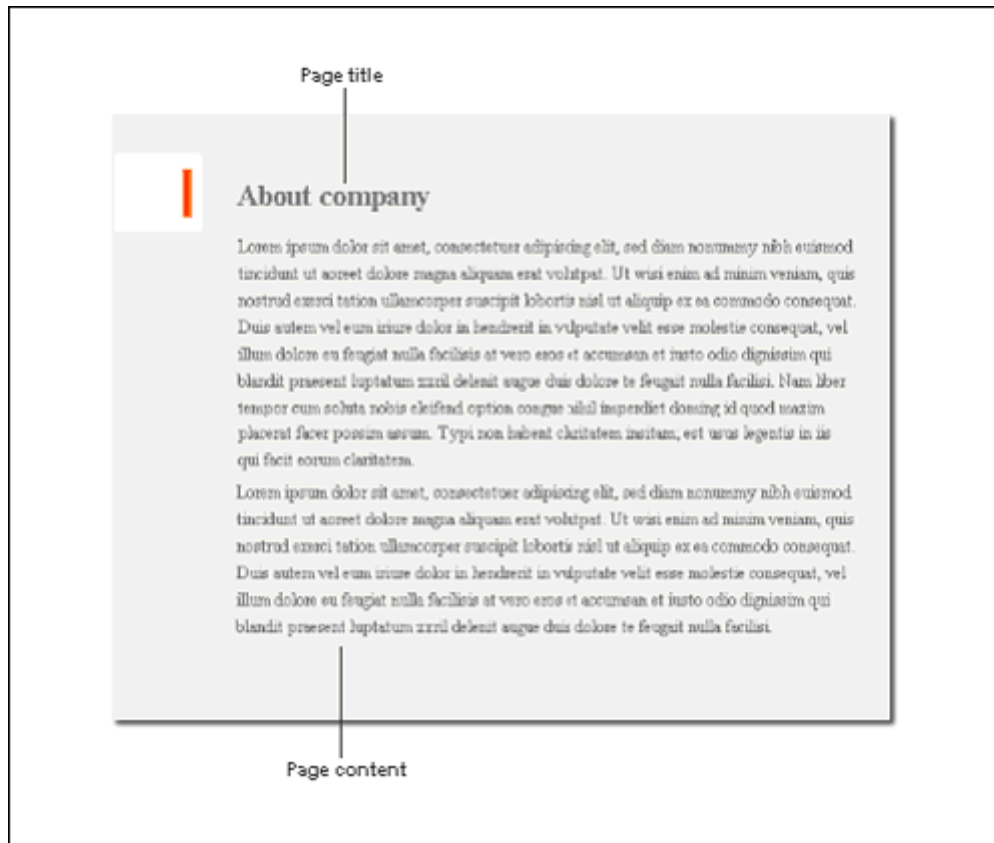 Page title
About company
Lorem ipsum dolor sit amet, consectetuer adipiscing elit, sed diam nonummy nibh euismod
tincidunt ut aoreet dolore magna aliquam erat volutpat. Ut wisi enim ad minim veniam, quis
nostrud exerci tation ullamcorper suscipit lobortis nisl ut aliquip ex ea commodo consequat.
Duis autem vel eum iriure dolor in hendrerit in vulputate velit esse molestie consequat, vel
illum dolore eu feugiat nulla facilisis at vero eros et accumsan et iusto odio dignissim qui
blandit praesent luptatum zzril delenit augue duis dolore te feugait nulla facilisi. Nam liber
tempor cum soluta nobis eleifend option congue nihil imperdiet doming id quod mazim
placerat facer possim assum. Typi non habent claritatem insitam; est usus legentis in iis
qui facit eorum claritatem.
Lorem ipsum dolor sit amet, consectetuer adipiscing elit, sed diam nonummy nibh euismod
tincidunt ut aoreet dolore magna aliquam erat volutpat. Ut wisi enim ad minim veniam, quis
nostrud exerci tation ullamcorper suscipit lobortis nisl ut aliquip ex ea commodo consequat.
Duis autem vel eum iriure dolor in hendrerit in vulputate velit esse molestie consequat, vel
illum dolore eu feugiat nulla facilisis at vero eros et accumsan et iusto odio dignissim qui
blandit praesent luptatum zzril delenit augue duis dolore te feugait nulla facilisi.
Page content